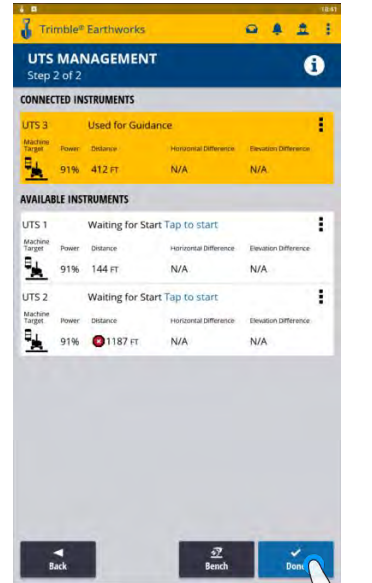 18:41
Trimble® Earthworks
UTS MANAGEMENT
Step 2 of 2
i
CONNECTED INSTRUMENTS
UTS 3 Used for Guidance
Machine Target Power Distance Horizontal Difference Elevation Difference
91% 412 FT N/A N/A
AVAILABLE INSTRUMENTS
UTS 1 Waiting for Start Tap to start
Machine Target Power Distance Horizontal Difference Elevation Difference
91% 144 FT N/A N/A
UTS 2 Waiting for Start Tap to start
Machine Target Power Distance Horizontal Difference Elevation Difference
91% 1187 FT N/A N/A
Back Bench Done